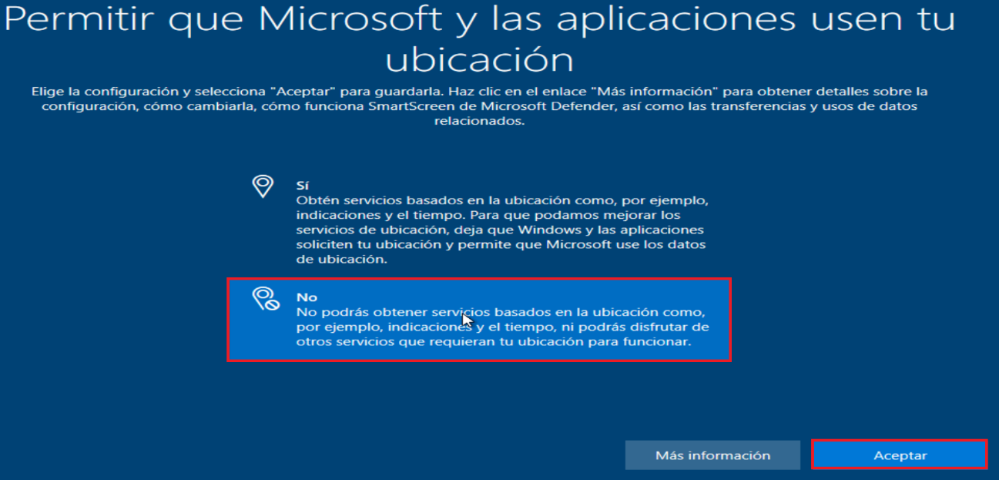 Permitir que Microsoft y las aplicaciones usen tu
ubicación
Elige la configuración y selecciona "Aceptar" para guardarla. Haz clic en el enlace "Más información" para obtener detalles sobre la
configuración, cómo cambiarla, cómo funciona SmartScreen de Microsoft Defender, así como las transferencias y usos de datos
relacionados.
Sí
Obtén servicios basados en la ubicación como, por ejemplo,
indicaciones y el tiempo. Para que podamos mejorar los
servicios de ubicación, deja que Windows y las aplicaciones
soliciten tu ubicación y permite que Microsoft use los datos
de ubicación.
No
No podrás obtener servicios basados en la ubicación como,
por ejemplo, indicaciones y el tiempo, ni podrás disfrutar de
otros servicios que requieran tu ubicación para funcionar.
Más información
Aceptar